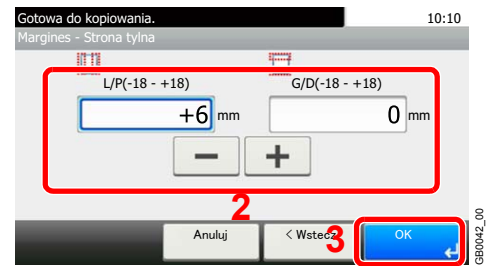 Gotowa do kopiowania. 10:10
Margines - Strona tylna
L/P(-18 - +18) G/D(-18 - +18)
+6 mm 0 mm
− +
2
Anuluj < Wstecz 3 OK
GB0042_00